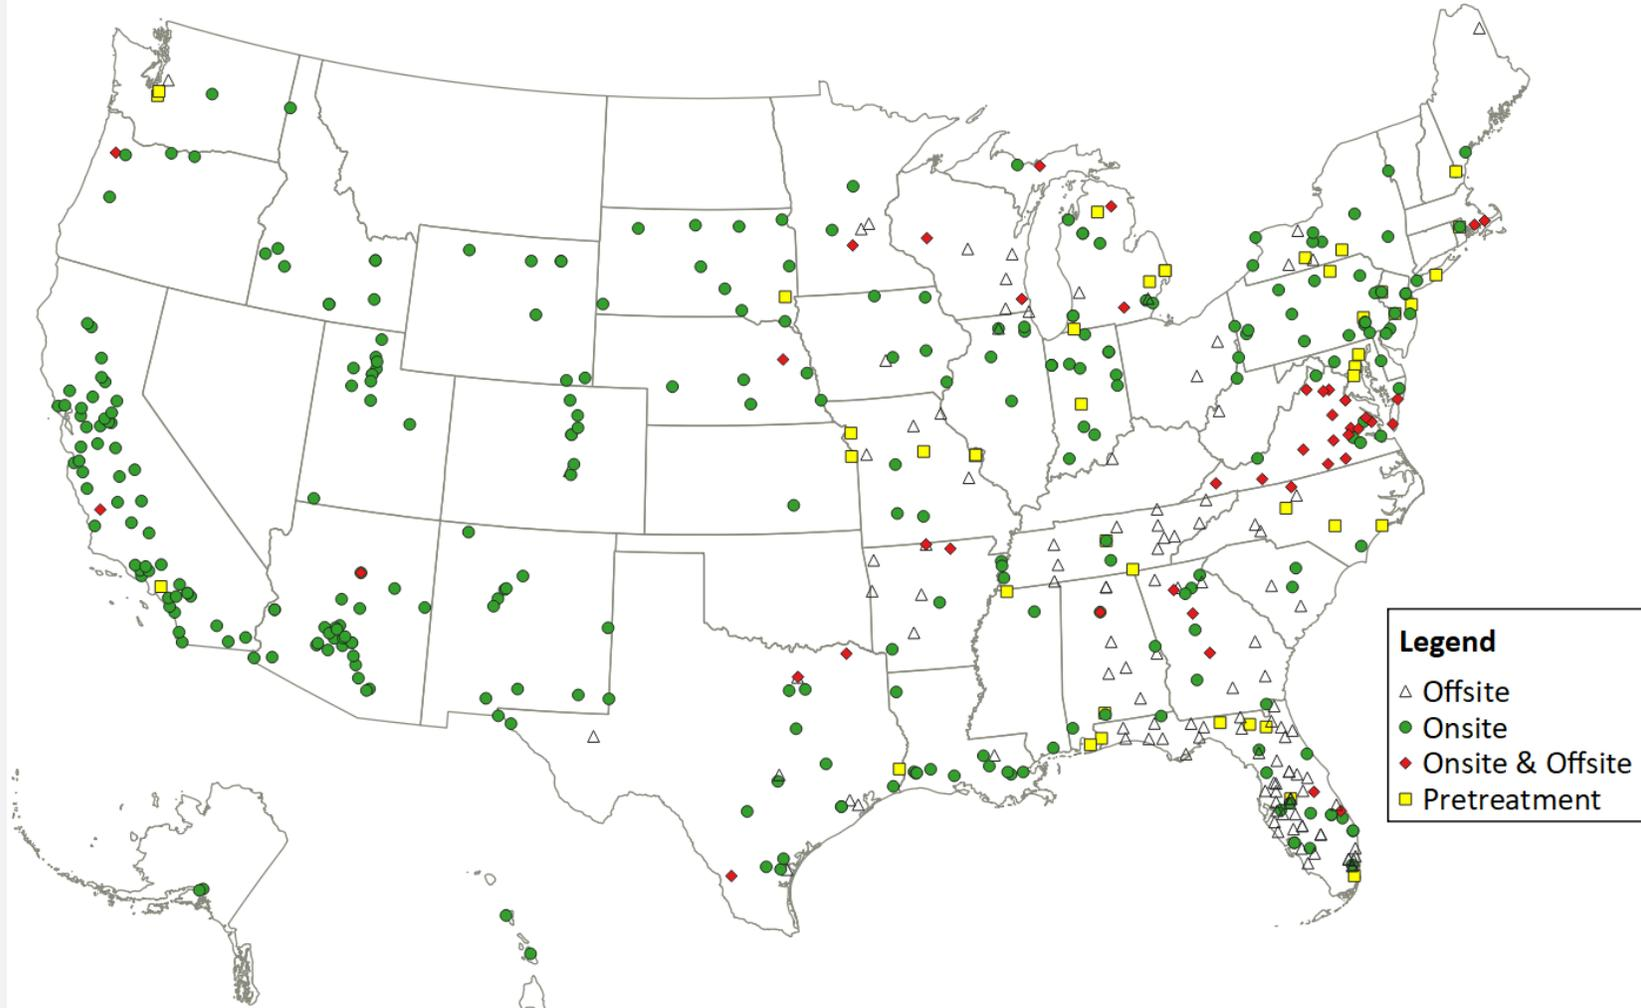 Legend
Offsite
Onsite
Onsite & Offsite
Pretreatment